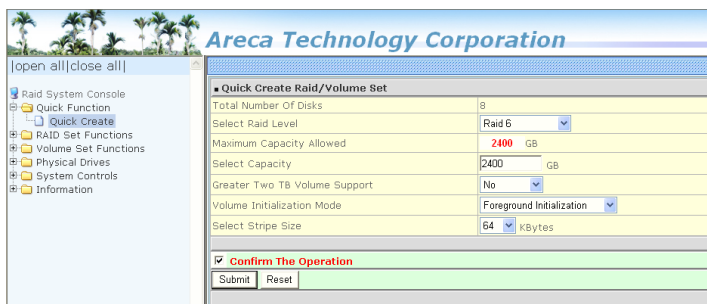 Areca Technology Corporation
|open all|close all|
Raid System Console
Quick Function
Quick Create
RAID Set Functions
Volume Set Functions
Physical Drives
System Controls
Information
Quick Create Raid/Volume Set
Total Number Of Disks 8
Select Raid Level Raid 6
Maximum Capacity Allowed 2400 GB
Select Capacity 2400 GB
Greater Two TB Volume Support No
Volume Initialization Mode Foreground Initialization
Select Stripe Size 64 KBytes
Confirm The Operation
Submit Reset